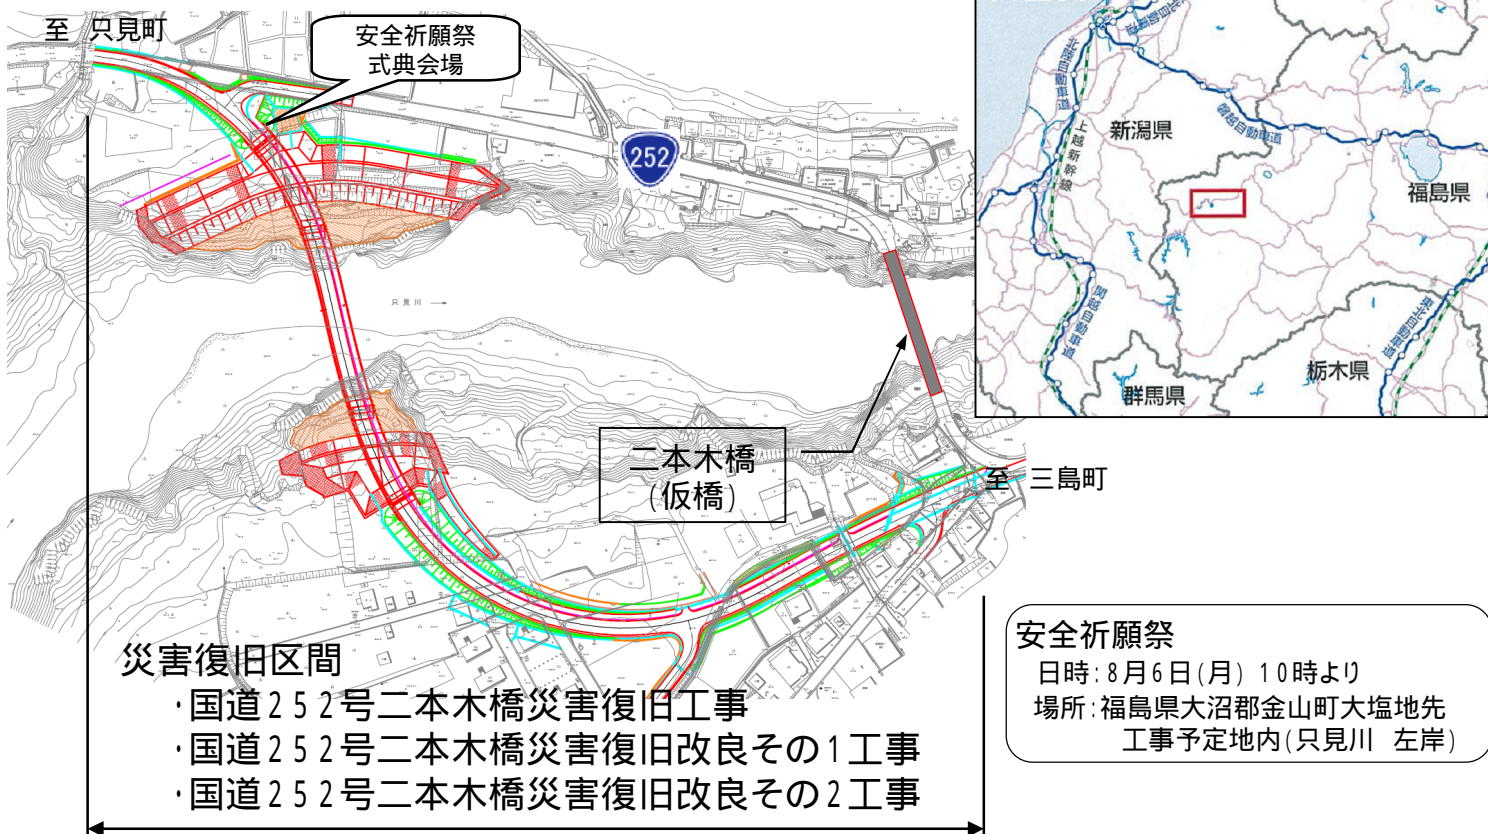 至 只見町
安全祈願祭
式典会場
252
只見川
二本木橋
(仮橋)
至 三島町
災害復旧区間
・国道252号二本木橋災害復旧工事
・国道252号二本木橋災害復旧改良その1工事
・国道252号二本木橋災害復旧改良その2工事
北陸自動車道
上越新幹線
新潟県
磐越自動車道
福島県
関越自動車道
東北自動車道
群馬県
栃木県
安全祈願祭
日時:8月6日(月) 10時より
場所:福島県大沼郡金山町大塩地先
工事予定地内(只見川 左岸)